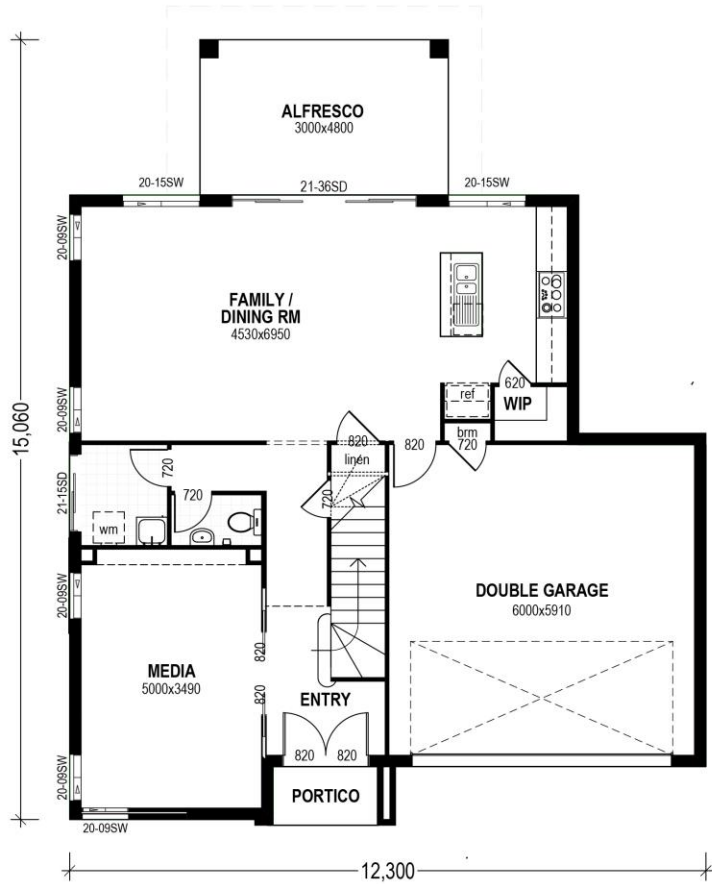 ALFRESCO
3000x4800
20-15SW
21-36SD
20-15SW
20-09SW
FAMILY /
DINING RM
4530x6950
620
ref
WIP
20-09SW
15,060
820
linen
820
brm
720
720
21-15SD
720
720
wm
20-09SW
DOUBLE GARAGE
6000x5910
MEDIA
5000x3490
820
820
ENTRY
820
820
20-09SW
PORTICO
20-09SW
12,300